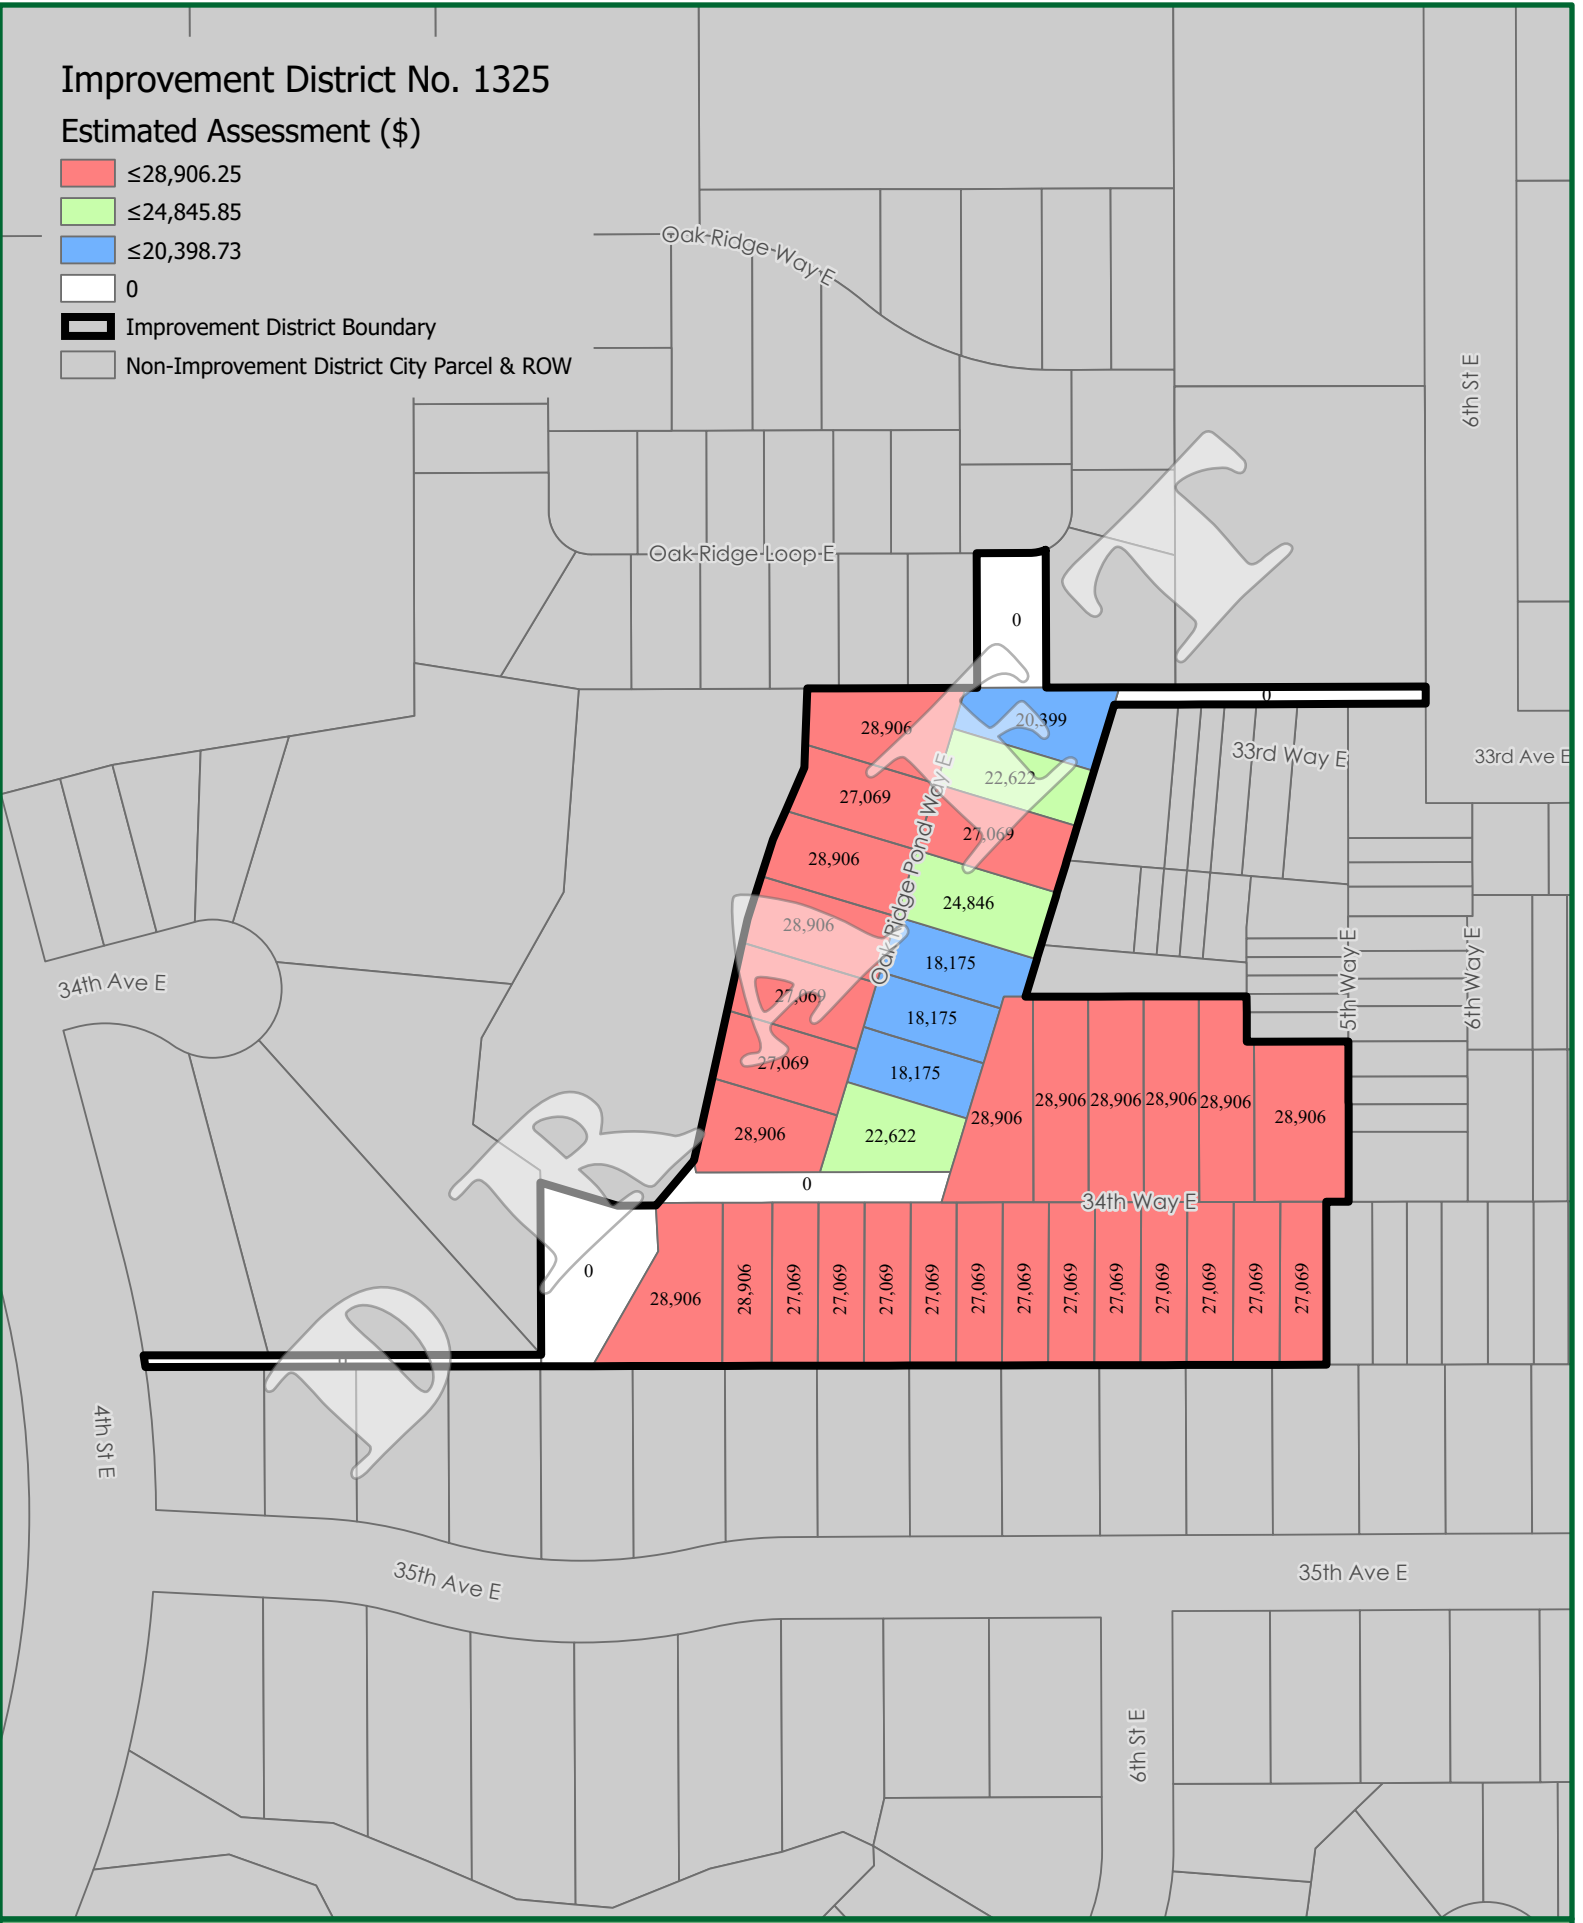 Improvement District No. 1325
Estimated Assessment ($)
≤28,906.25
≤24,845.85
≤20,398.73
0
Improvement District Boundary
Non-Improvement District City Parcel & ROW
Oak Ridge Way E
6th St E
Oak Ridge Loop E
0
0
28,906
20,399
33rd Way E
33rd Ave E
22,622
27,069
27,069
28,906
24,846
Oak Ridge Pond Way E
28,906
18,175
34th Ave E
5th Way E
6th Way E
27,069
18,175
27,069
18,175
28,906
22,622
28,906
28,906
28,906
28,906
28,906
28,906
0
34th Way E
0
28,906
28,906
27,069
27,069
27,069
27,069
27,069
27,069
27,069
27,069
27,069
27,069
27,069
27,069
0
4th St E
35th Ave E
35th Ave E
6th St E
DRAFT